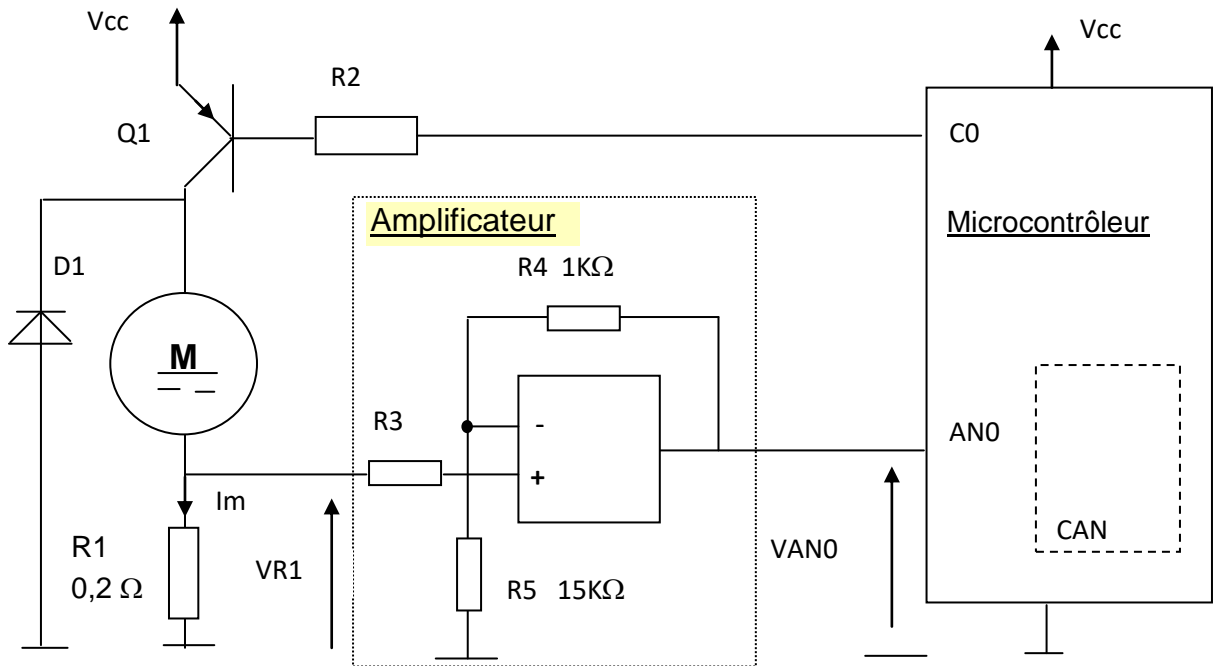 Vcc
Vcc
R2
Q1
C0
Amplificateur
Microcontrôleur
D1
R4 1KΩ
M
R3
-
AN0
+
Im
R1
0,2 Ω
VR1
R5 15KΩ
VAN0
CAN